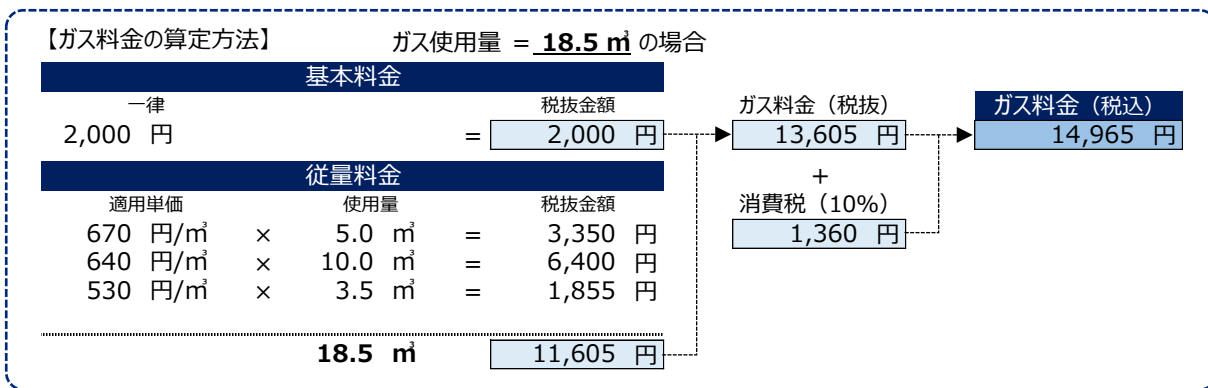 【ガス料金の算定方法】 ガス使用量 = 18.5 ㎥ の場合
基本料金
一律 税抜金額
2,000 円 = 2,000 円
従量料金
適用単価 使用量 税抜金額
670 円/㎥ × 5.0 ㎥ = 3,350 円
640 円/㎥ × 10.0 ㎥ = 6,400 円
530 円/㎥ × 3.5 ㎥ = 1,855 円
18.5 ㎥ 11,605 円
ガス料金（税抜）
13,605 円
+
消費税（10%）
1,360 円
ガス料金（税込）
14,965 円